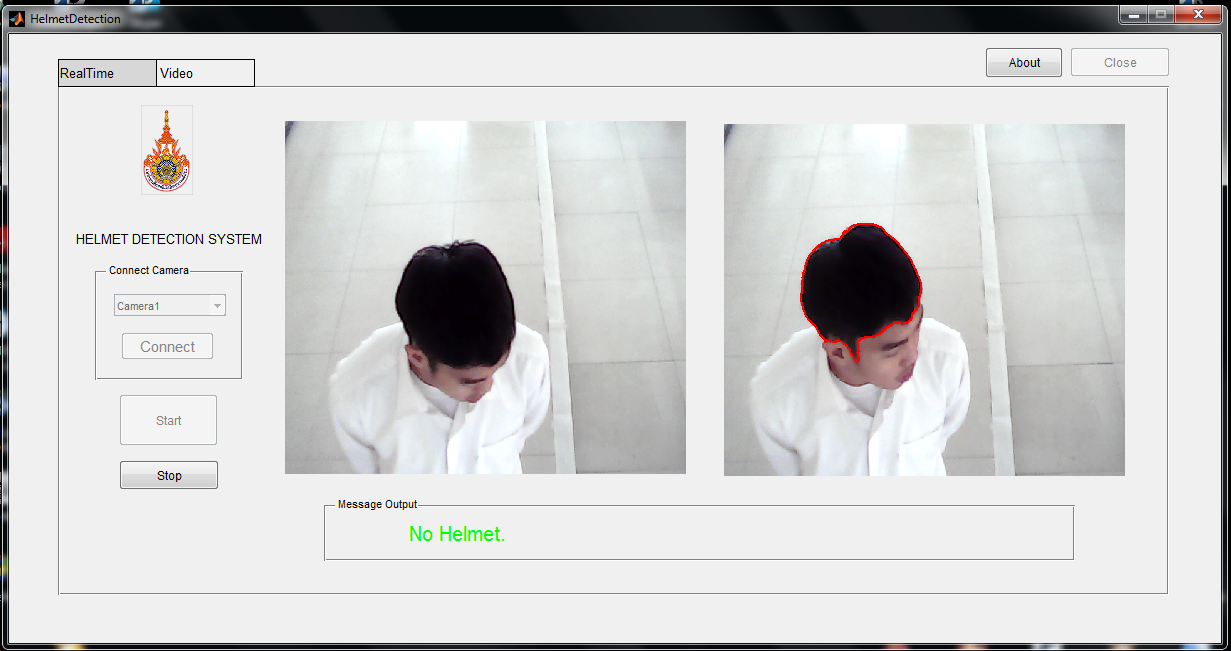 HelmetDetection
About
Close
RealTime
Video
HELMET DETECTION SYSTEM
Connect Camera
Camera1
Connect
Start
Stop
Message Output
No Helmet.